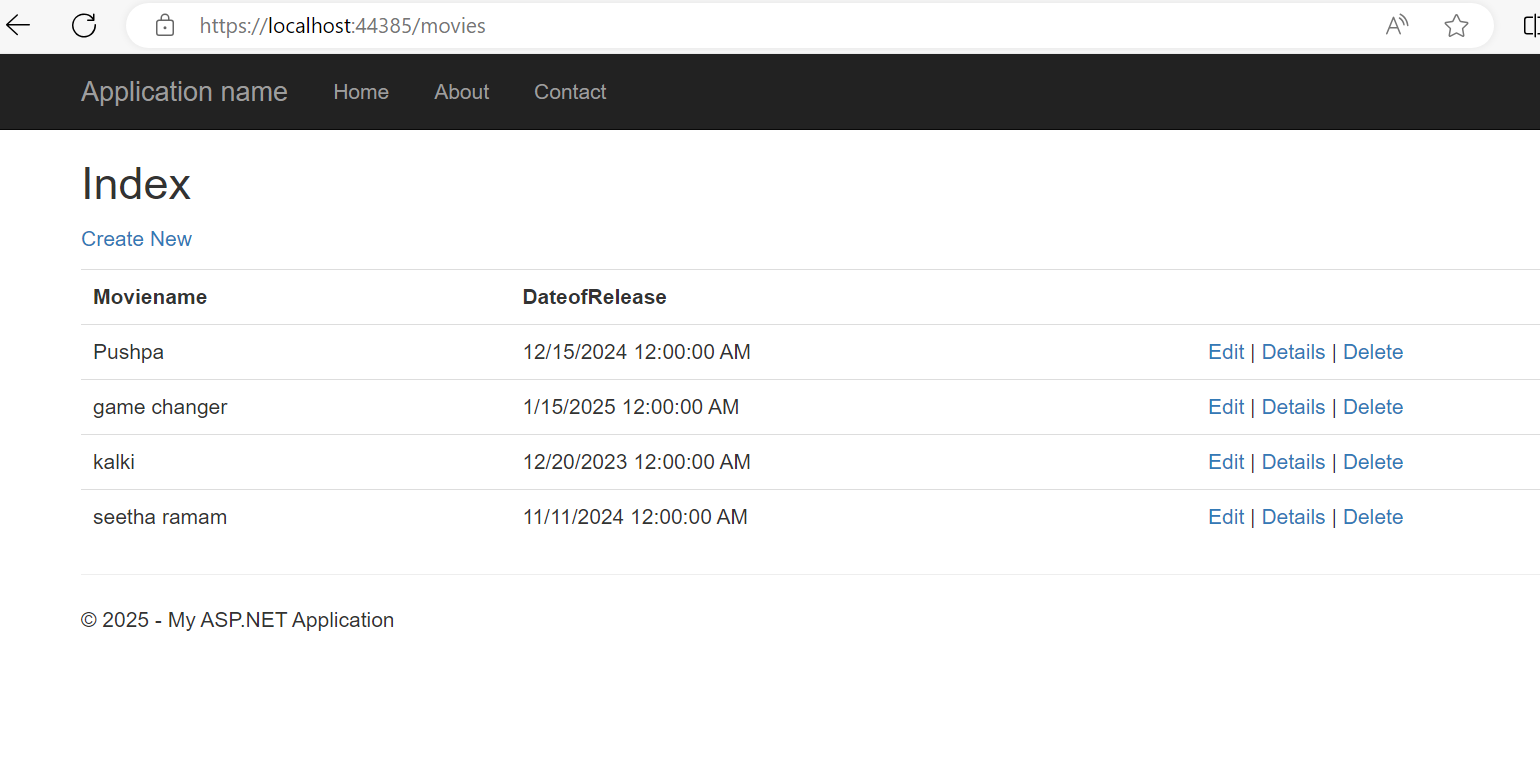 https://localhost:44385/movies
Application name Home About Contact
Index
Create New
Moviename DateofRelease
Pushpa 12/15/2024 12:00:00 AM Edit | Details | Delete
game changer 1/15/2025 12:00:00 AM Edit | Details | Delete
kalki 12/20/2023 12:00:00 AM Edit | Details | Delete
seetha ramam 11/11/2024 12:00:00 AM Edit | Details | Delete
© 2025 - My ASP.NET Application